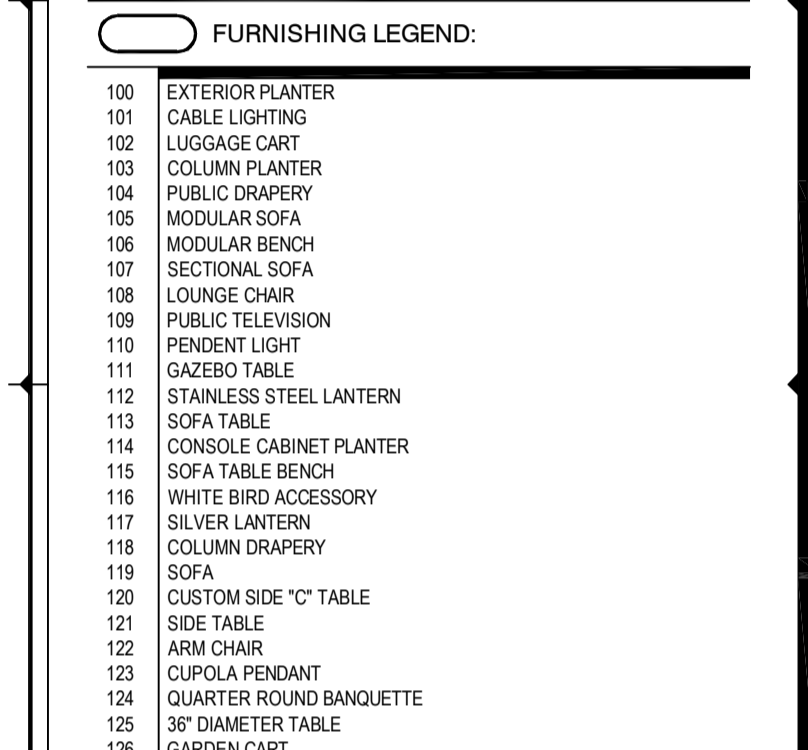 FURNISHING LEGEND:
100 EXTERIOR PLANTER
101 CABLE LIGHTING
102 LUGGAGE CART
103 COLUMN PLANTER
104 PUBLIC DRAPERY
105 MODULAR SOFA
106 MODULAR BENCH
107 SECTIONAL SOFA
108 LOUNGE CHAIR
109 PUBLIC TELEVISION
110 PENDENT LIGHT
111 GAZEBO TABLE
112 STAINLESS STEEL LANTERN
113 SOFA TABLE
114 CONSOLE CABINET PLANTER
115 SOFA TABLE BENCH
116 WHITE BIRD ACCESSORY
117 SILVER LANTERN
118 COLUMN DRAPERY
119 SOFA
120 CUSTOM SIDE "C" TABLE
121 SIDE TABLE
122 ARM CHAIR
123 CUPOLA PENDANT
124 QUARTER ROUND BANQUETTE
125 36" DIAMETER TABLE
126 GARDEN CART